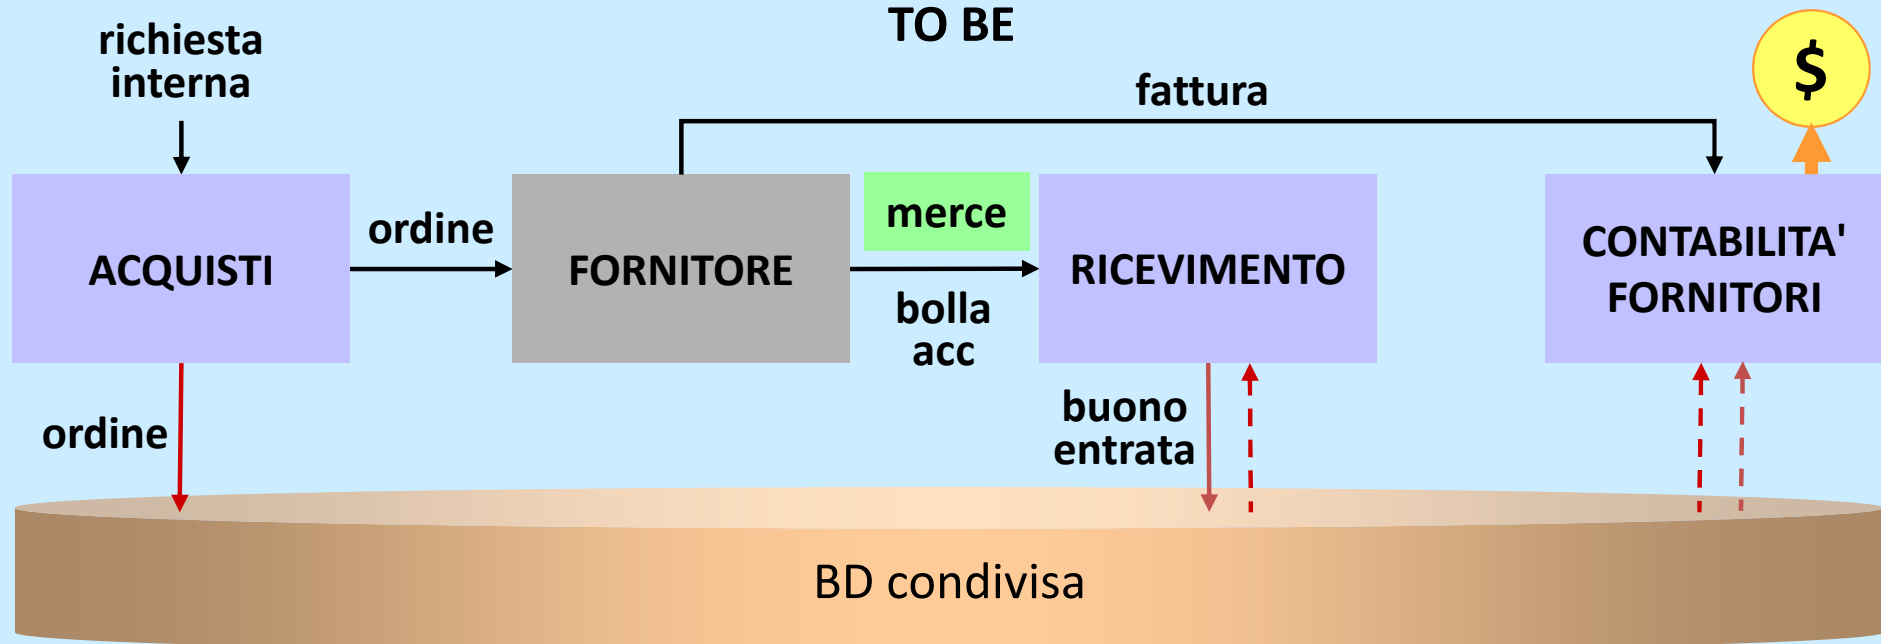 TO BE
richiesta
interna
fattura
$
ACQUISTI
ordine
FORNITORE
merce
bolla
acc
RICEVIMENTO
CONTABILITA'
FORNITORI
ordine
buono
entrata
BD condivisa